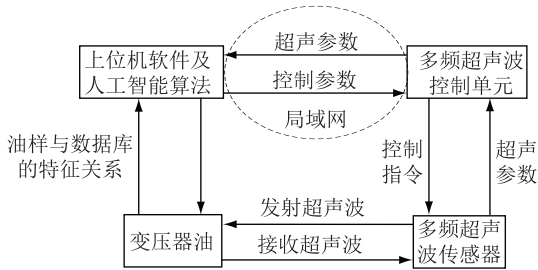 超声参数
上位机软件及
人工智能算法
多频超声波
控制单元
控制参数
局域网
油样与数据库
的特征关系
控制
指令
超声
参数
发射超声波
变压器油
多频超声
波传感器
接收超声波